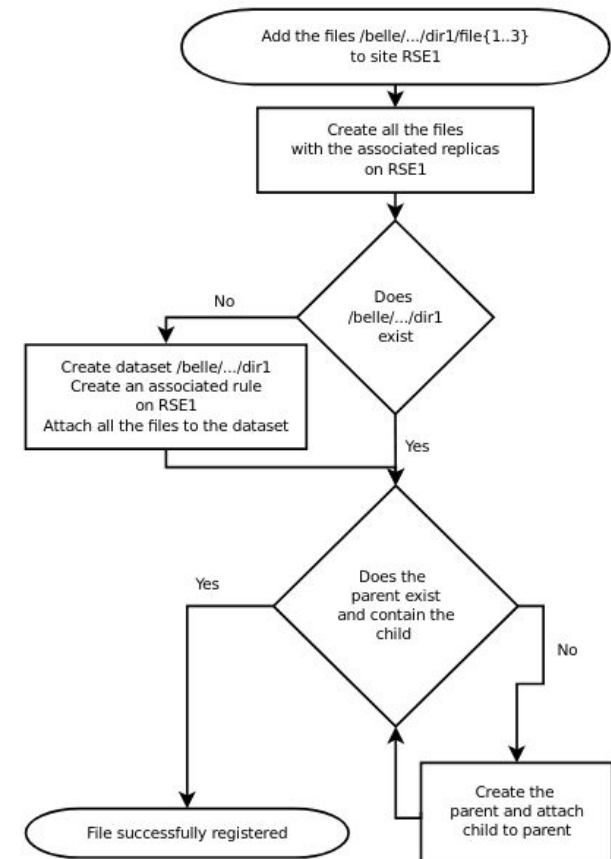 Add the files /belle/.../dir1/file{1..3}
to site RSE1
Create all the files
with the associated replicas
on RSE1
Does
/belle/.../dir1
exist
No
Create dataset /belle/.../dir1
Create an associated rule
on RSE1
Attach all the files to the dataset
Yes
Does the
parent exist
and contain the
child
Yes
No
Create the
parent and attach
child to parent
File successfully registered